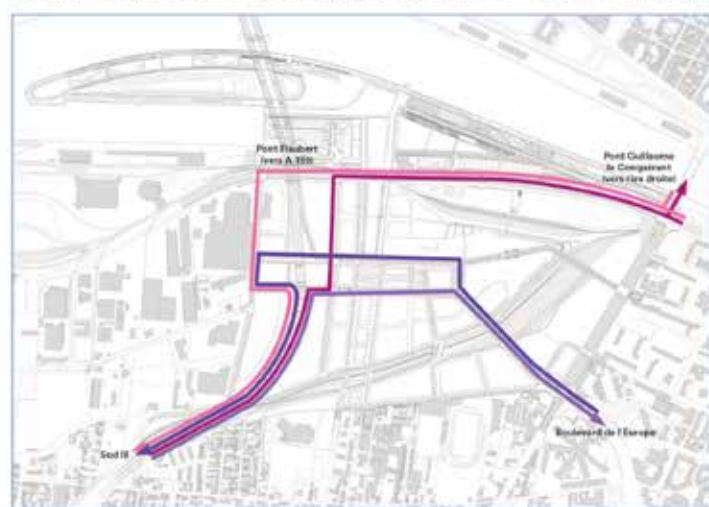 Pont Flaubert
(vers A 150)
Pont Guillaume
le Conquérant
(vers rive droite)
Sud III
Boulevard de l'Europe